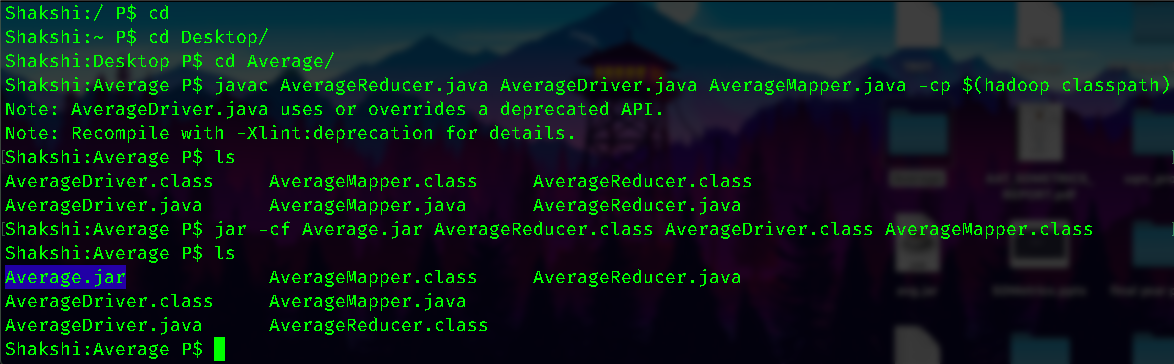 Shakshi:/ P$ cd
Shakshi:~ P$ cd Desktop/
Shakshi:Desktop P$ cd Average/
Shakshi:Average P$ javac AverageReducer.java AverageDriver.java AverageMapper.java -cp $(hadoop classpath)
Note: AverageDriver.java uses or overrides a deprecated API.
Note: Recompile with -Xlint:deprecation for details.
Shakshi:Average P$ ls
AverageDriver.class AverageMapper.class AverageReducer.class
AverageDriver.java AverageMapper.java AverageReducer.java
Shakshi:Average P$ jar -cf Average.jar AverageReducer.class AverageDriver.class AverageMapper.class
Shakshi:Average P$ ls
Average.jar AverageMapper.class AverageReducer.java
AverageDriver.class AverageMapper.java
AverageDriver.java AverageReducer.class
Shakshi:Average P$